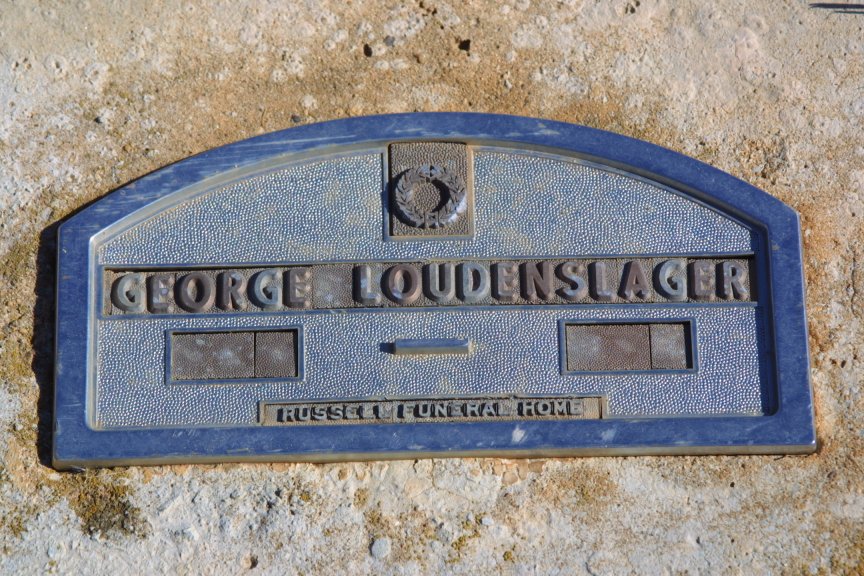 GEORGE LOUDENSLAGER
RUSSELL FUNERAL HOME